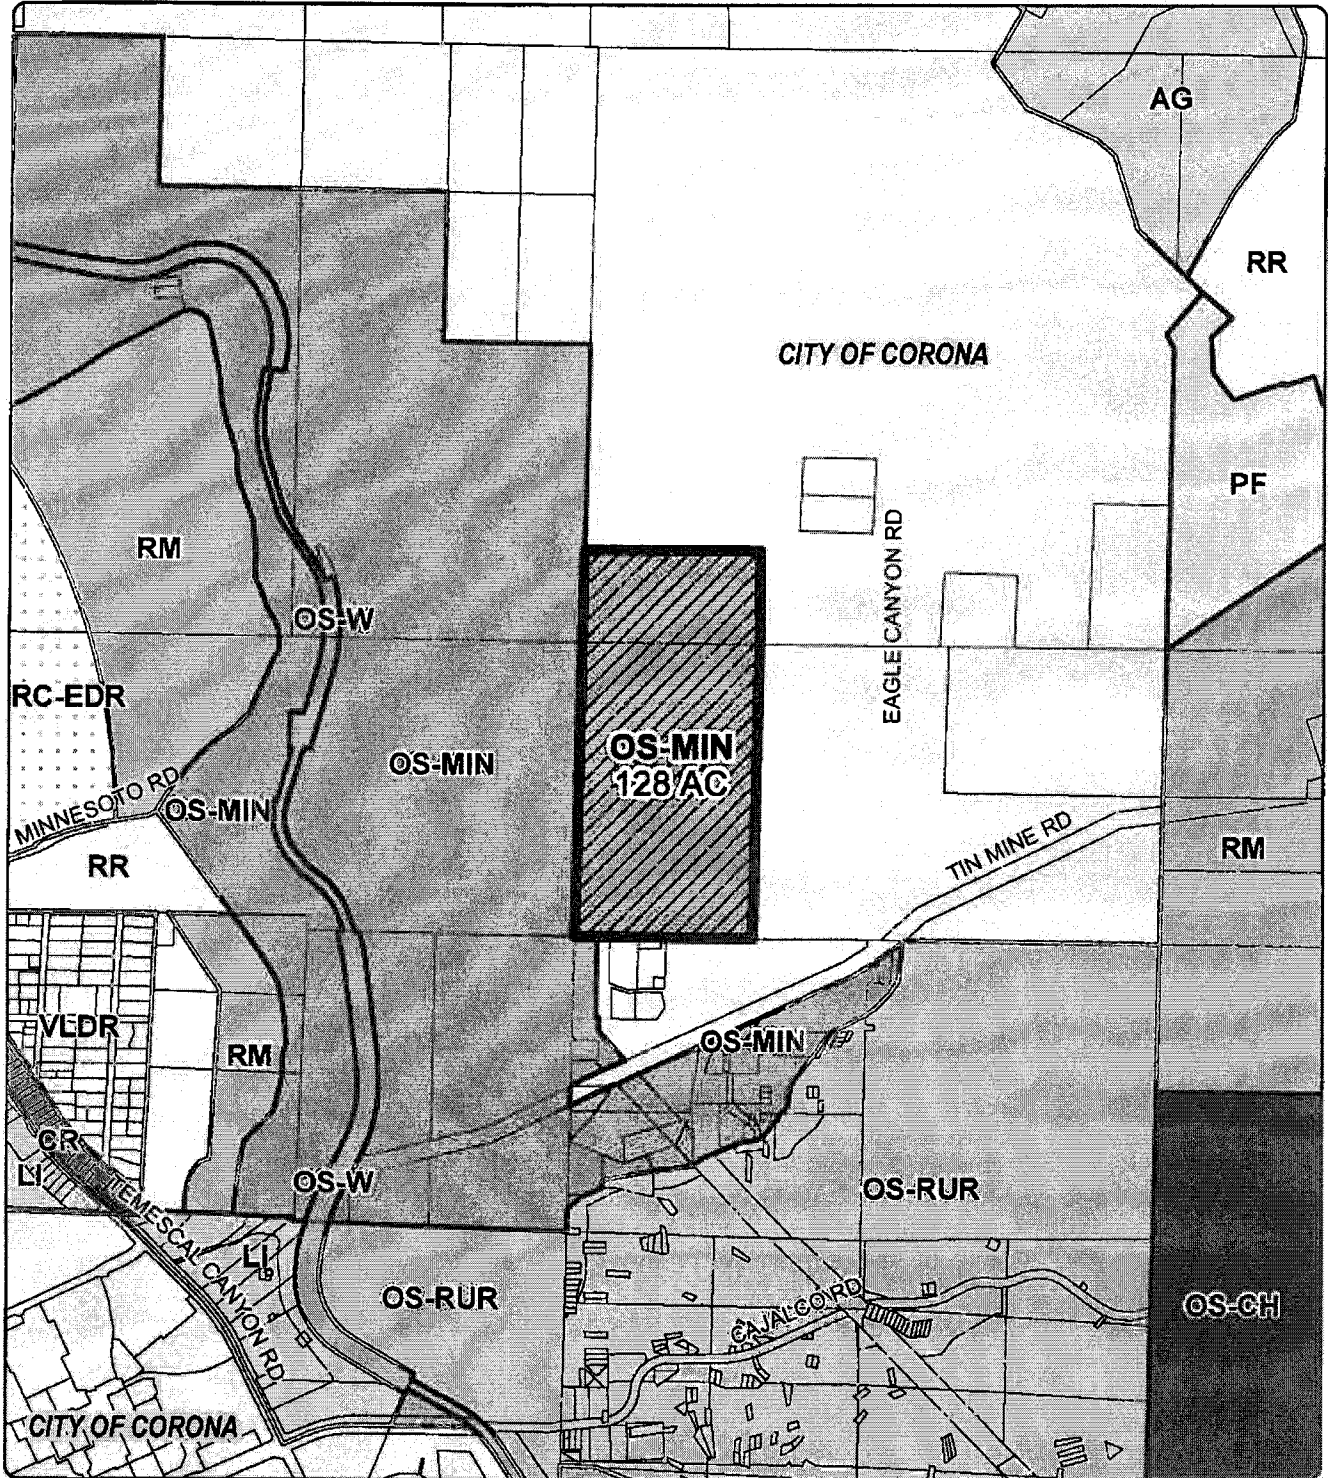 AG
RR
CITY OF CORONA
PF
EAGLE CANYON RD
RM
OS-W
RC-EDR
OS-MIN
128 AC
OS-MIN
MINNESOTO RD
OS-MIN
TIN MINE RD
RM
RR
VLDR
RM
OS-MIN
CR
LI
OS-W
OS-RUR
TEMESCAL CANYON RD
LI
OS-RUR
CAJALCO RD
OS-CH
CITY OF CORONA